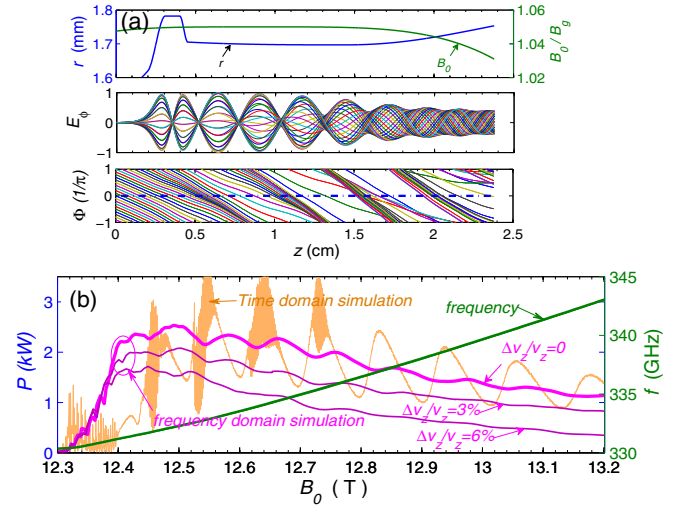 (a)
r (mm)
1.8
1.7
1.6
r
B0
1.06
1.04
1.02
B0/Bg
Eϕ
1
0
-1
Φ (1/π)
1
0
-1
0 0.5 1 1.5 2 2.5
z (cm)
(b)
P (kW)
3
2
1
0
Time domain simulation
frequency
Δvz/vz=0
Δvz/vz=3%
Δvz/vz=6%
frequency domain simulation
345
340
335
330
f (GHz)
12.3 12.4 12.5 12.6 12.7 12.8 12.9 13 13.1 13.2
B0 (T)